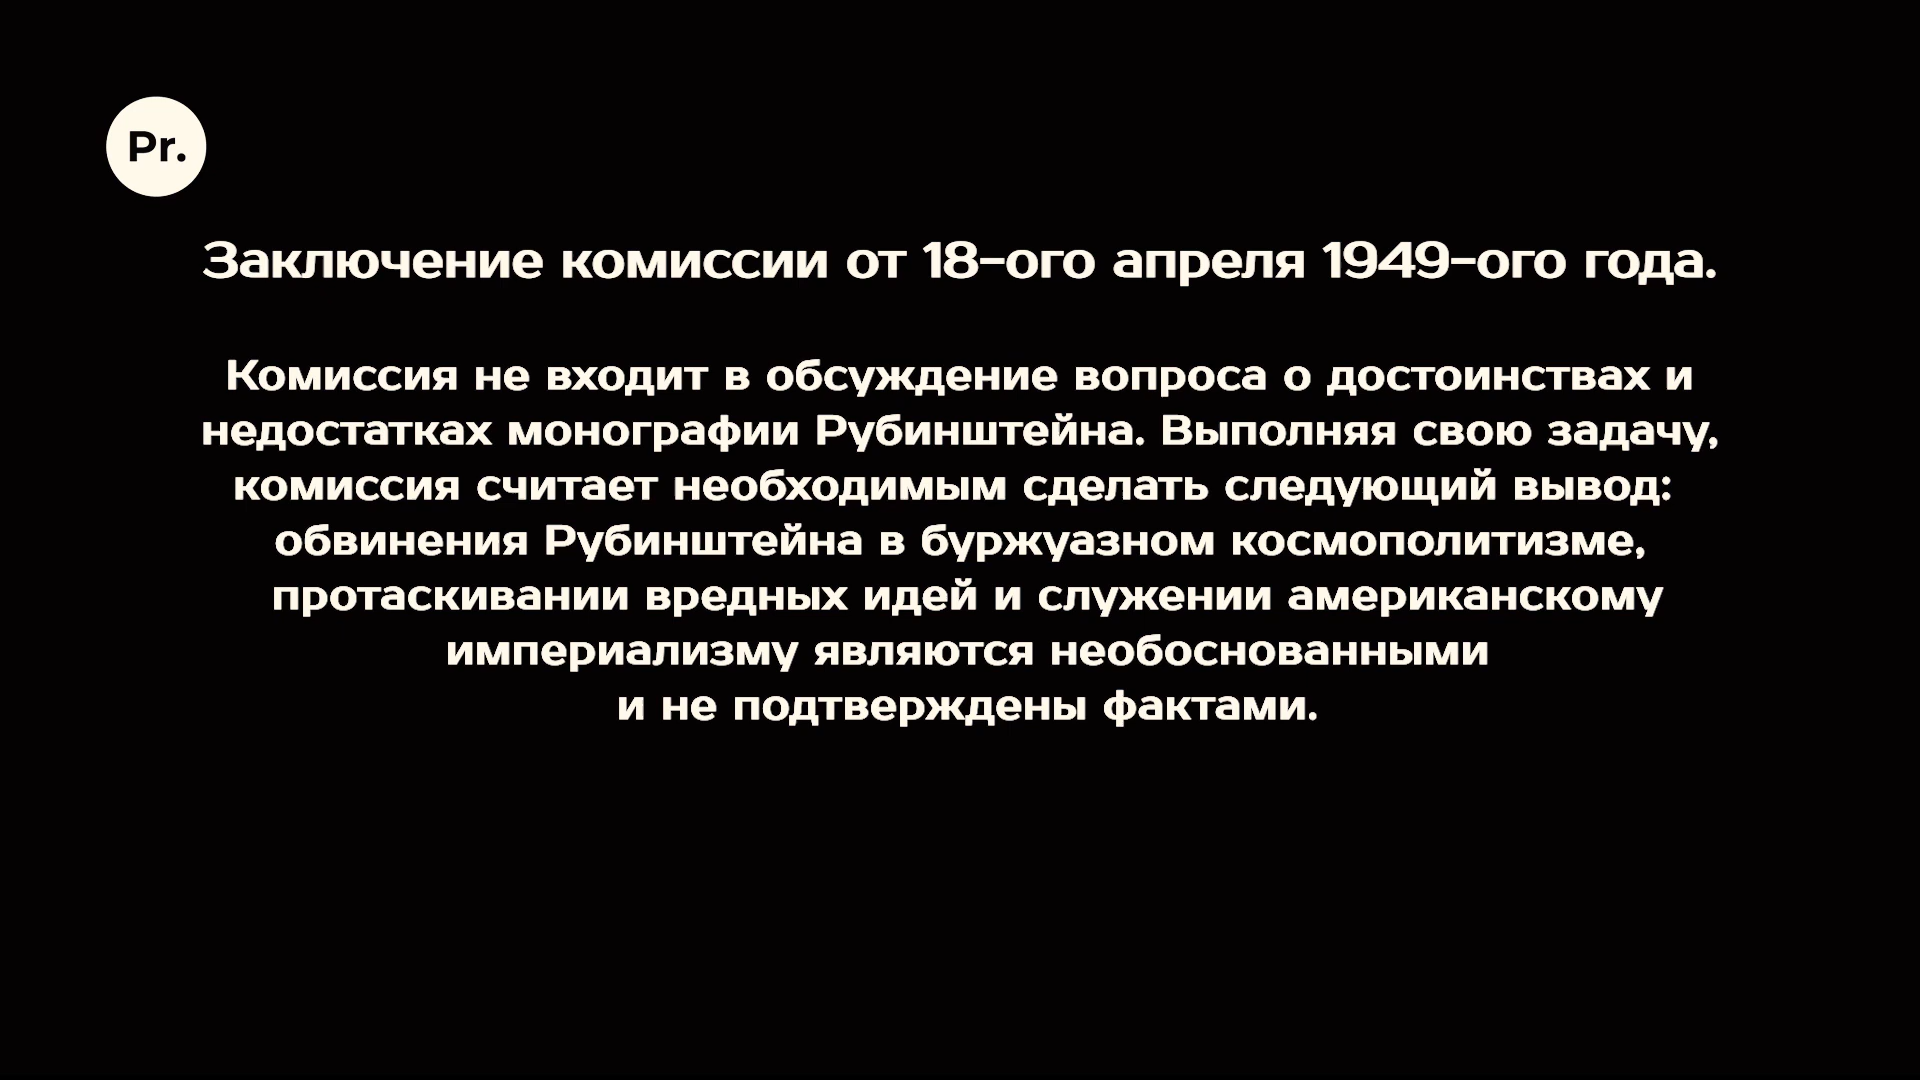 Pr.
Заключение комиссии от 18-ого апреля 1949-ого года.
Комиссия не входит в обсуждение вопроса о достоинствах и
недостатках монографии Рубинштейна. Выполняя свою задачу,
комиссия считает необходимым сделать следующий вывод:
обвинения Рубинштейна в буржуазном космополитизме,
протаскивании вредных идей и служении американскому
империализму являются необоснованными
и не подтверждены фактами.